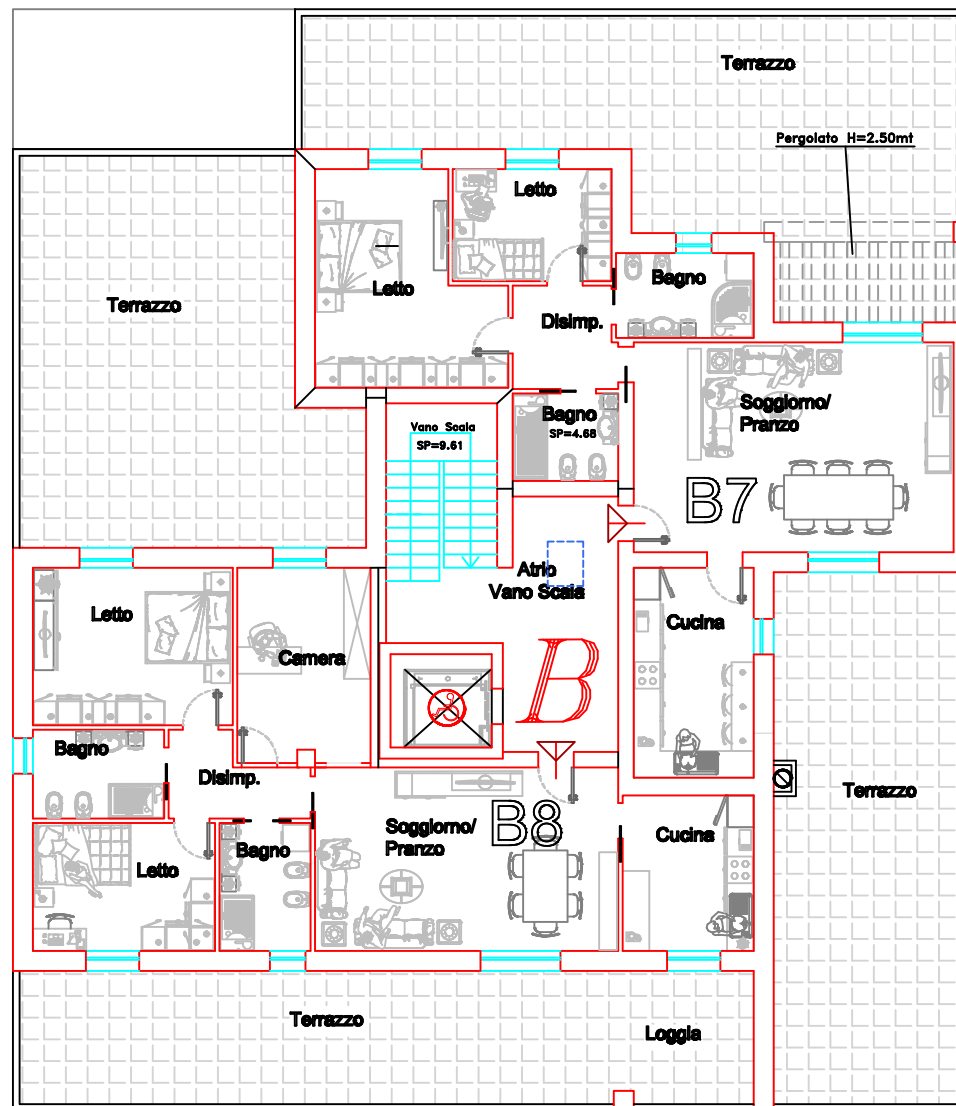 Terrazzo
Pergolato H=2.50mt
Letto
Letto
Bagno
Terrazzo
Disimp.
Soggiorno/
Pranzo
Bagno
SP=4.68
Vano Scala
SP=9.61
B7
Atrio
Vano Scala
Letto
Camera
Cucina
B
Bagno
Disimp.
Terrazzo
Soggiorno/
Pranzo
B8
Cucina
Bagno
Letto
Terrazzo
Loggia